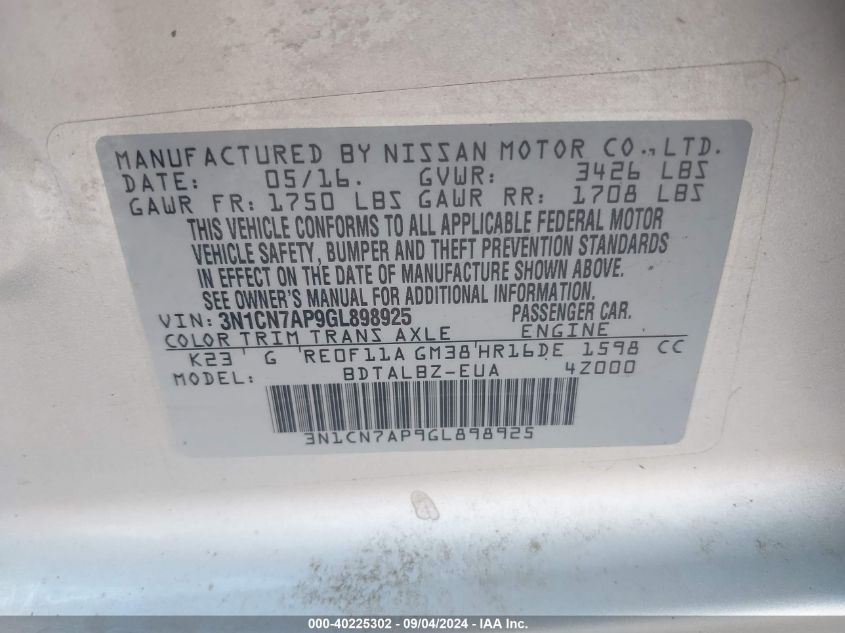 MANUFACTURED BY NISSAN MOTOR CO., LTD.
DATE: 05/16. GVWR: 3426 LBS
GAWR FR: 1750 LBS GAWR RR: 1708 LBS
THIS VEHICLE CONFORMS TO ALL APPLICABLE FEDERAL MOTOR
VEHICLE SAFETY, BUMPER AND THEFT PREVENTION STANDARDS
IN EFFECT ON THE DATE OF MANUFACTURE SHOWN ABOVE.
SEE OWNER'S MANUAL FOR ADDITIONAL INFORMATION.
VIN: 3N1CN7AP9GL898925 PASSENGER CAR.
COLOR TRIM TRANS AXLE ENGINE
K23 G RE0F11A GM38 HR16DE 1598 CC
MODEL: BDTALBZ-EUA 4Z000
3N1CN7AP9GL898925
000-40225302 - 09/04/2024 - IAA Inc.